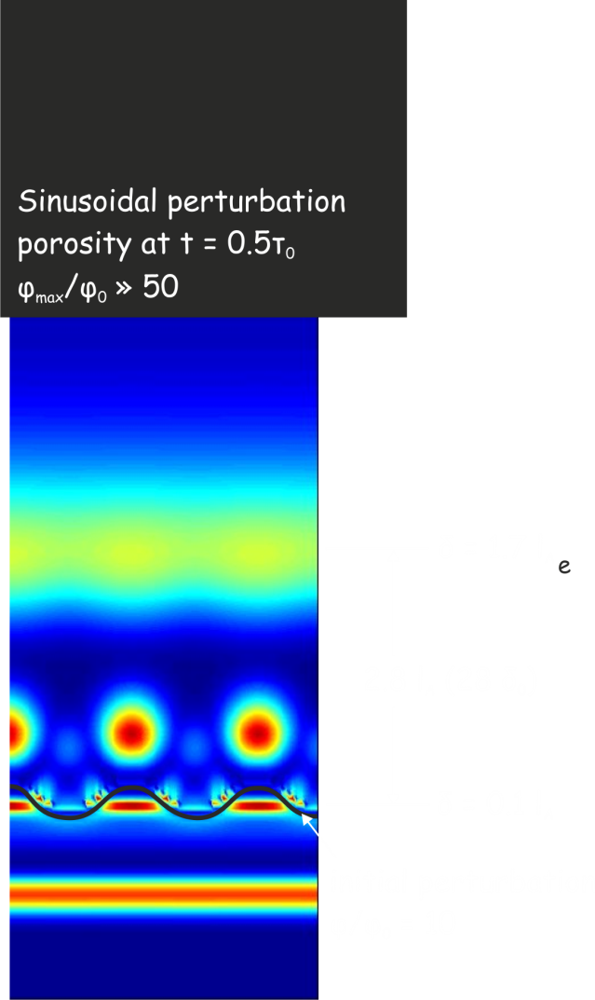 Sinusoidal perturbation
porosity at t = 0.5τ₀
φₘₐₓ/φ₀ » 50
e